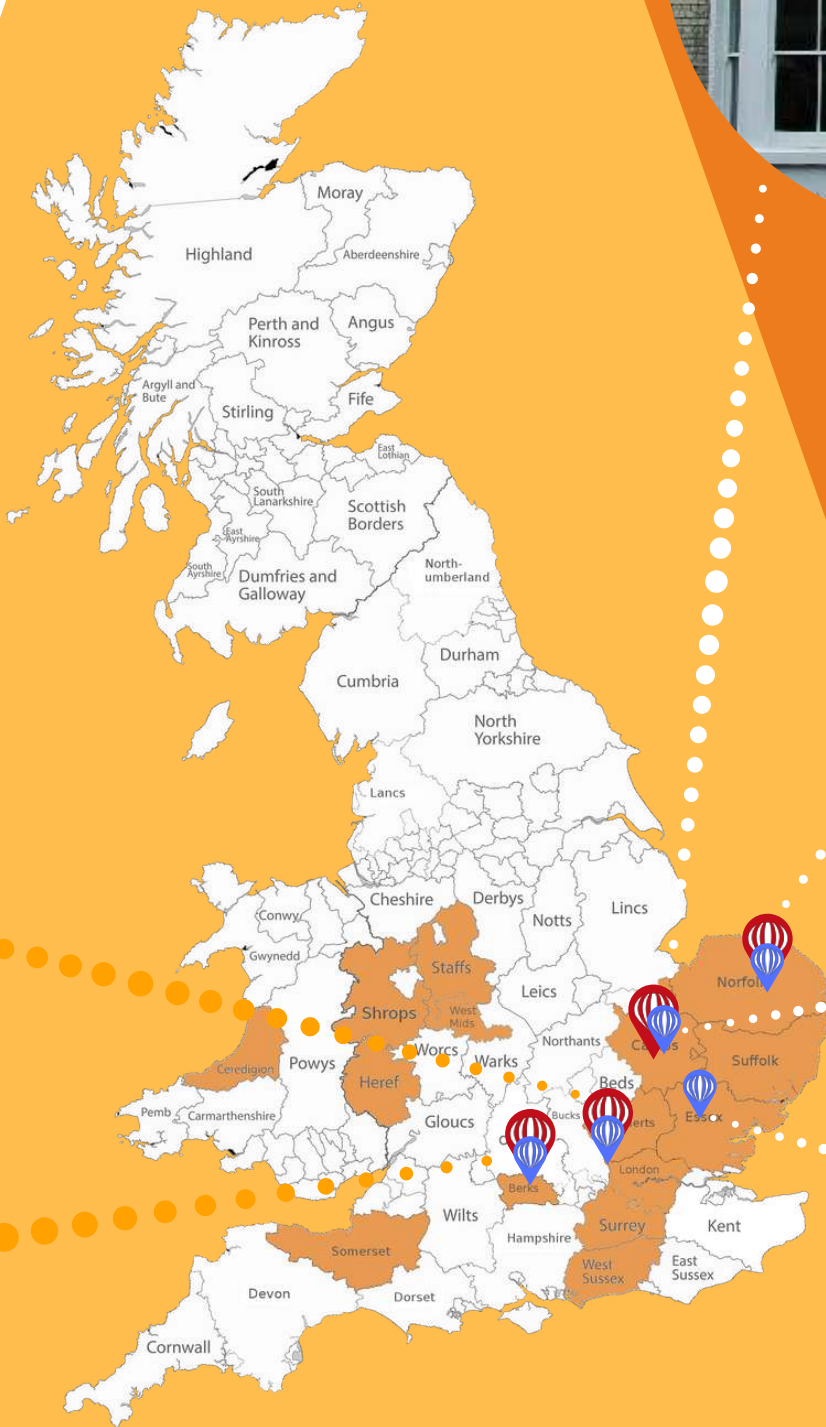 Moray
Highland
Aberdeenshire
Perth and
Kinross
Angus
Argyll and
Bute
Stirling
Fife
East
Lothian
South
Lanarkshire
Scottish
Borders
East
Ayrshire
South
Ayrshire
Dumfries and
Galloway
North-
umberland
Durham
Cumbria
North
Yorkshire
Lancs
Cheshire
Derbys
Notts
Lincs
Conwy
Gwynedd
Staffs
Shrops
West
Mids
Leics
Norfolk
Ceredigion
Powys
Heref
Worcs
Warks
Northants
Suffolk
Beds
Pemb
Carmarthenshire
Gloucs
Bucks
Essex
London
Berks
Wilts
Surrey
Kent
Hampshire
Somerset
West
Sussex
East
Sussex
Devon
Dorset
Cornwall